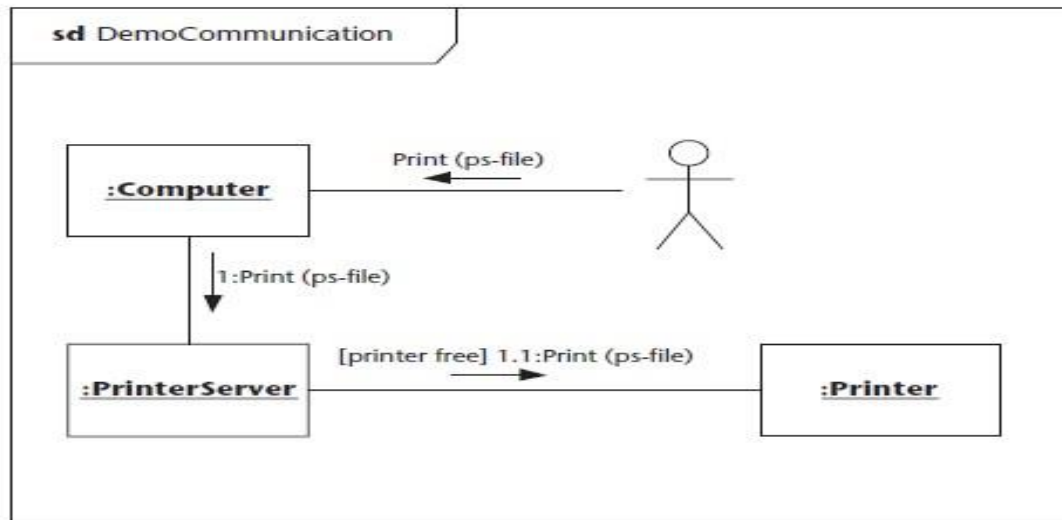 sd DemoCommunication
Print (ps-file)
:Computer
1:Print (ps-file)
[printer free] 1.1:Print (ps-file)
:PrinterServer
:Printer